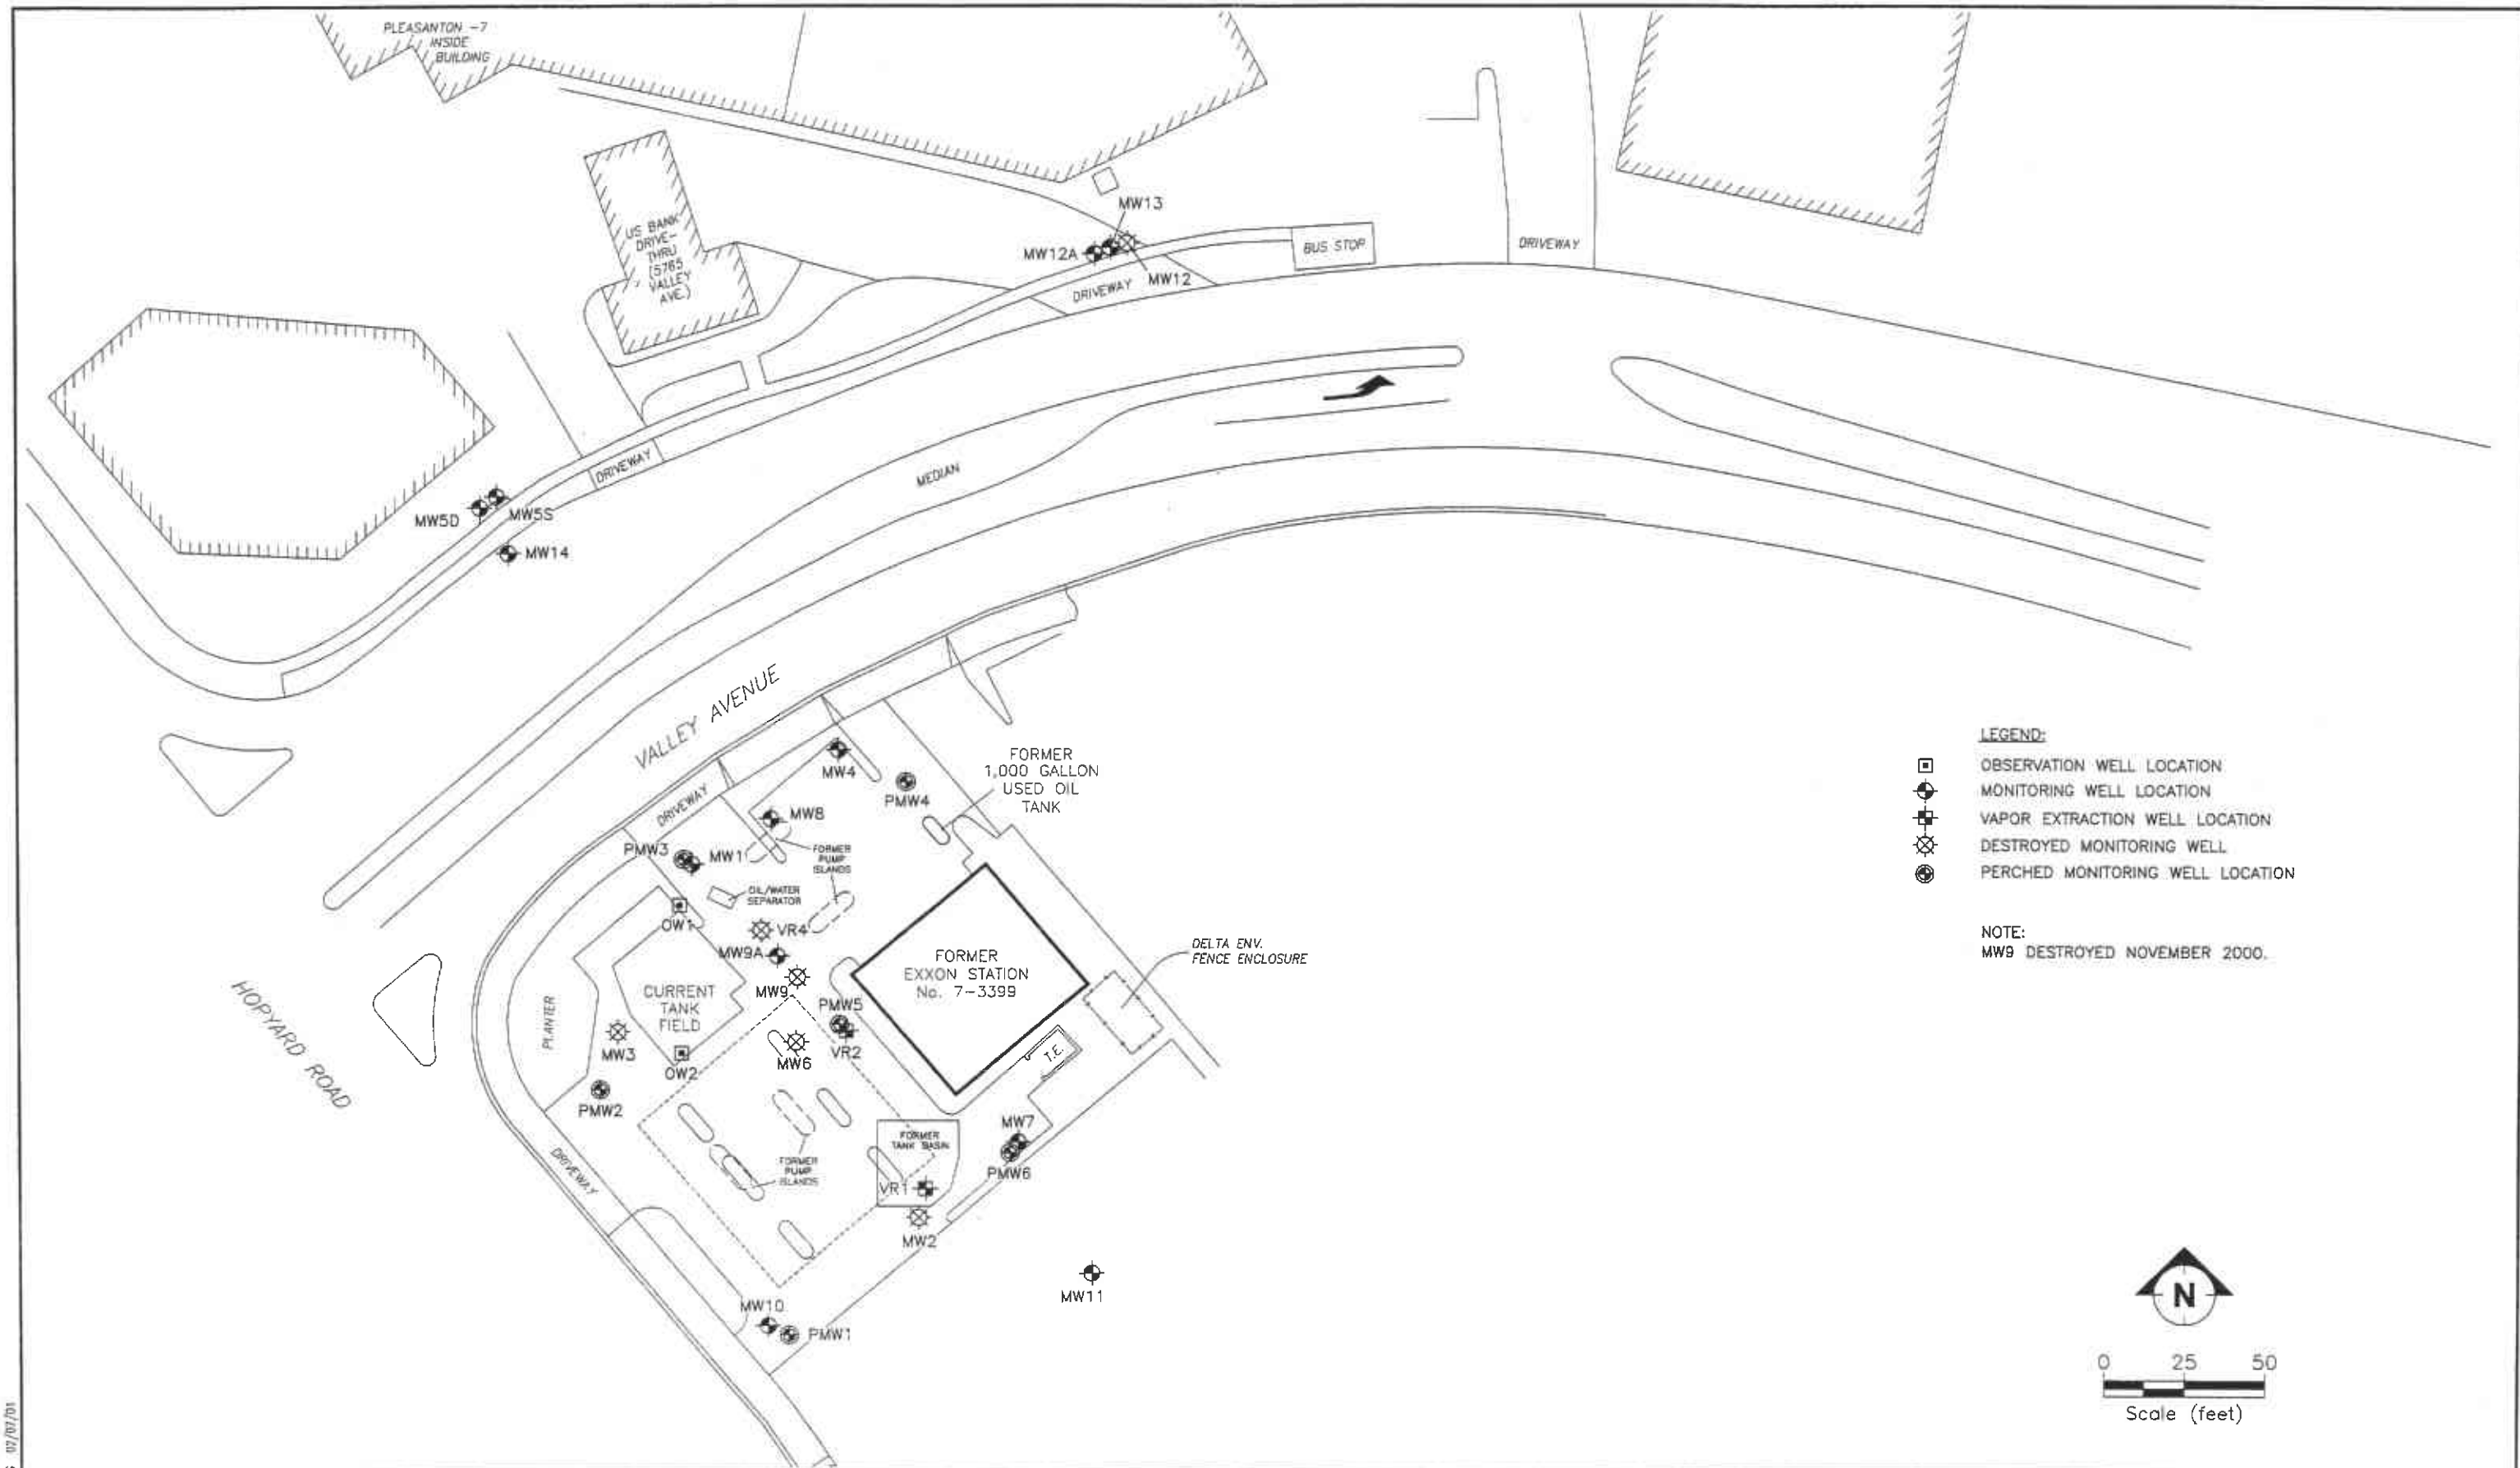 PLEASANTON -7
INSIDE
BUILDING
US BANK
DRIVE-
THRU
(5765
VALLEY
AVE.)
MW13
MW12A
MW12
BUS STOP
DRIVEWAY
DRIVEWAY
DRIVEWAY
MEDIAN
MW5D
MW5S
MW14
VALLEY AVENUE
MW4
FORMER
1,000 GALLON
USED OIL
TANK
PMW4
DRIVEWAY
MW8
PMW3
MW1
FORMER
PUMP
ISLANDS
OIL/WATER
SEPARATOR
OW1
VR4
MW9A
MW9
FORMER
EXXON STATION
No. 7-3399
DELTA ENV.
FENCE ENCLOSURE
CURRENT
TANK
FIELD
PLANTER
PMW5
VR2
MW3
MW6
OW2
T.E.
PMW2
HOPYARD ROAD
DRIVEWAY
FORMER
TANK BASIN
MW7
PMW6
FORMER
PUMP
ISLANDS
VR1
MW2
MW11
MW10
PMW1
LEGEND:
OBSERVATION WELL LOCATION
MONITORING WELL LOCATION
VAPOR EXTRACTION WELL LOCATION
DESTROYED MONITORING WELL
PERCHED MONITORING WELL LOCATION
NOTE:
MW9 DESTROYED NOVEMBER 2000.
N
0 25 50
Scale (feet)
07/07/01